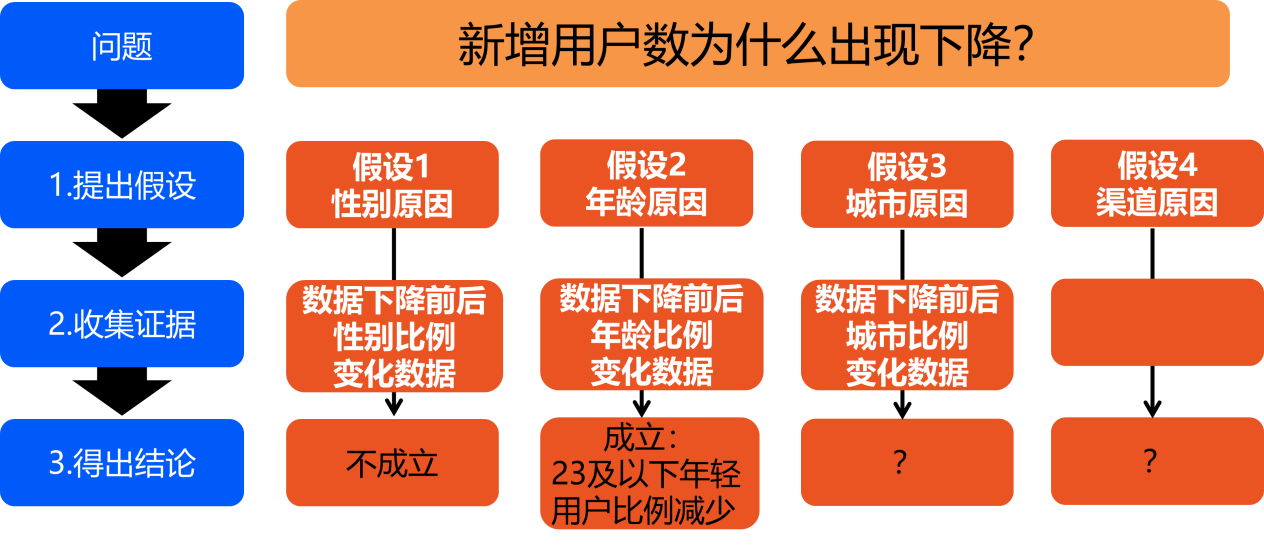 问题
新增用户数为什么出现下降？
1.提出假设
假设1
性别原因
假设2
年龄原因
假设3
城市原因
假设4
渠道原因
2.收集证据
数据下降前后
性别比例
变化数据
数据下降前后
年龄比例
变化数据
数据下降前后
城市比例
变化数据
3.得出结论
不成立
成立：
23及以下年轻
用户比例减少
？
？